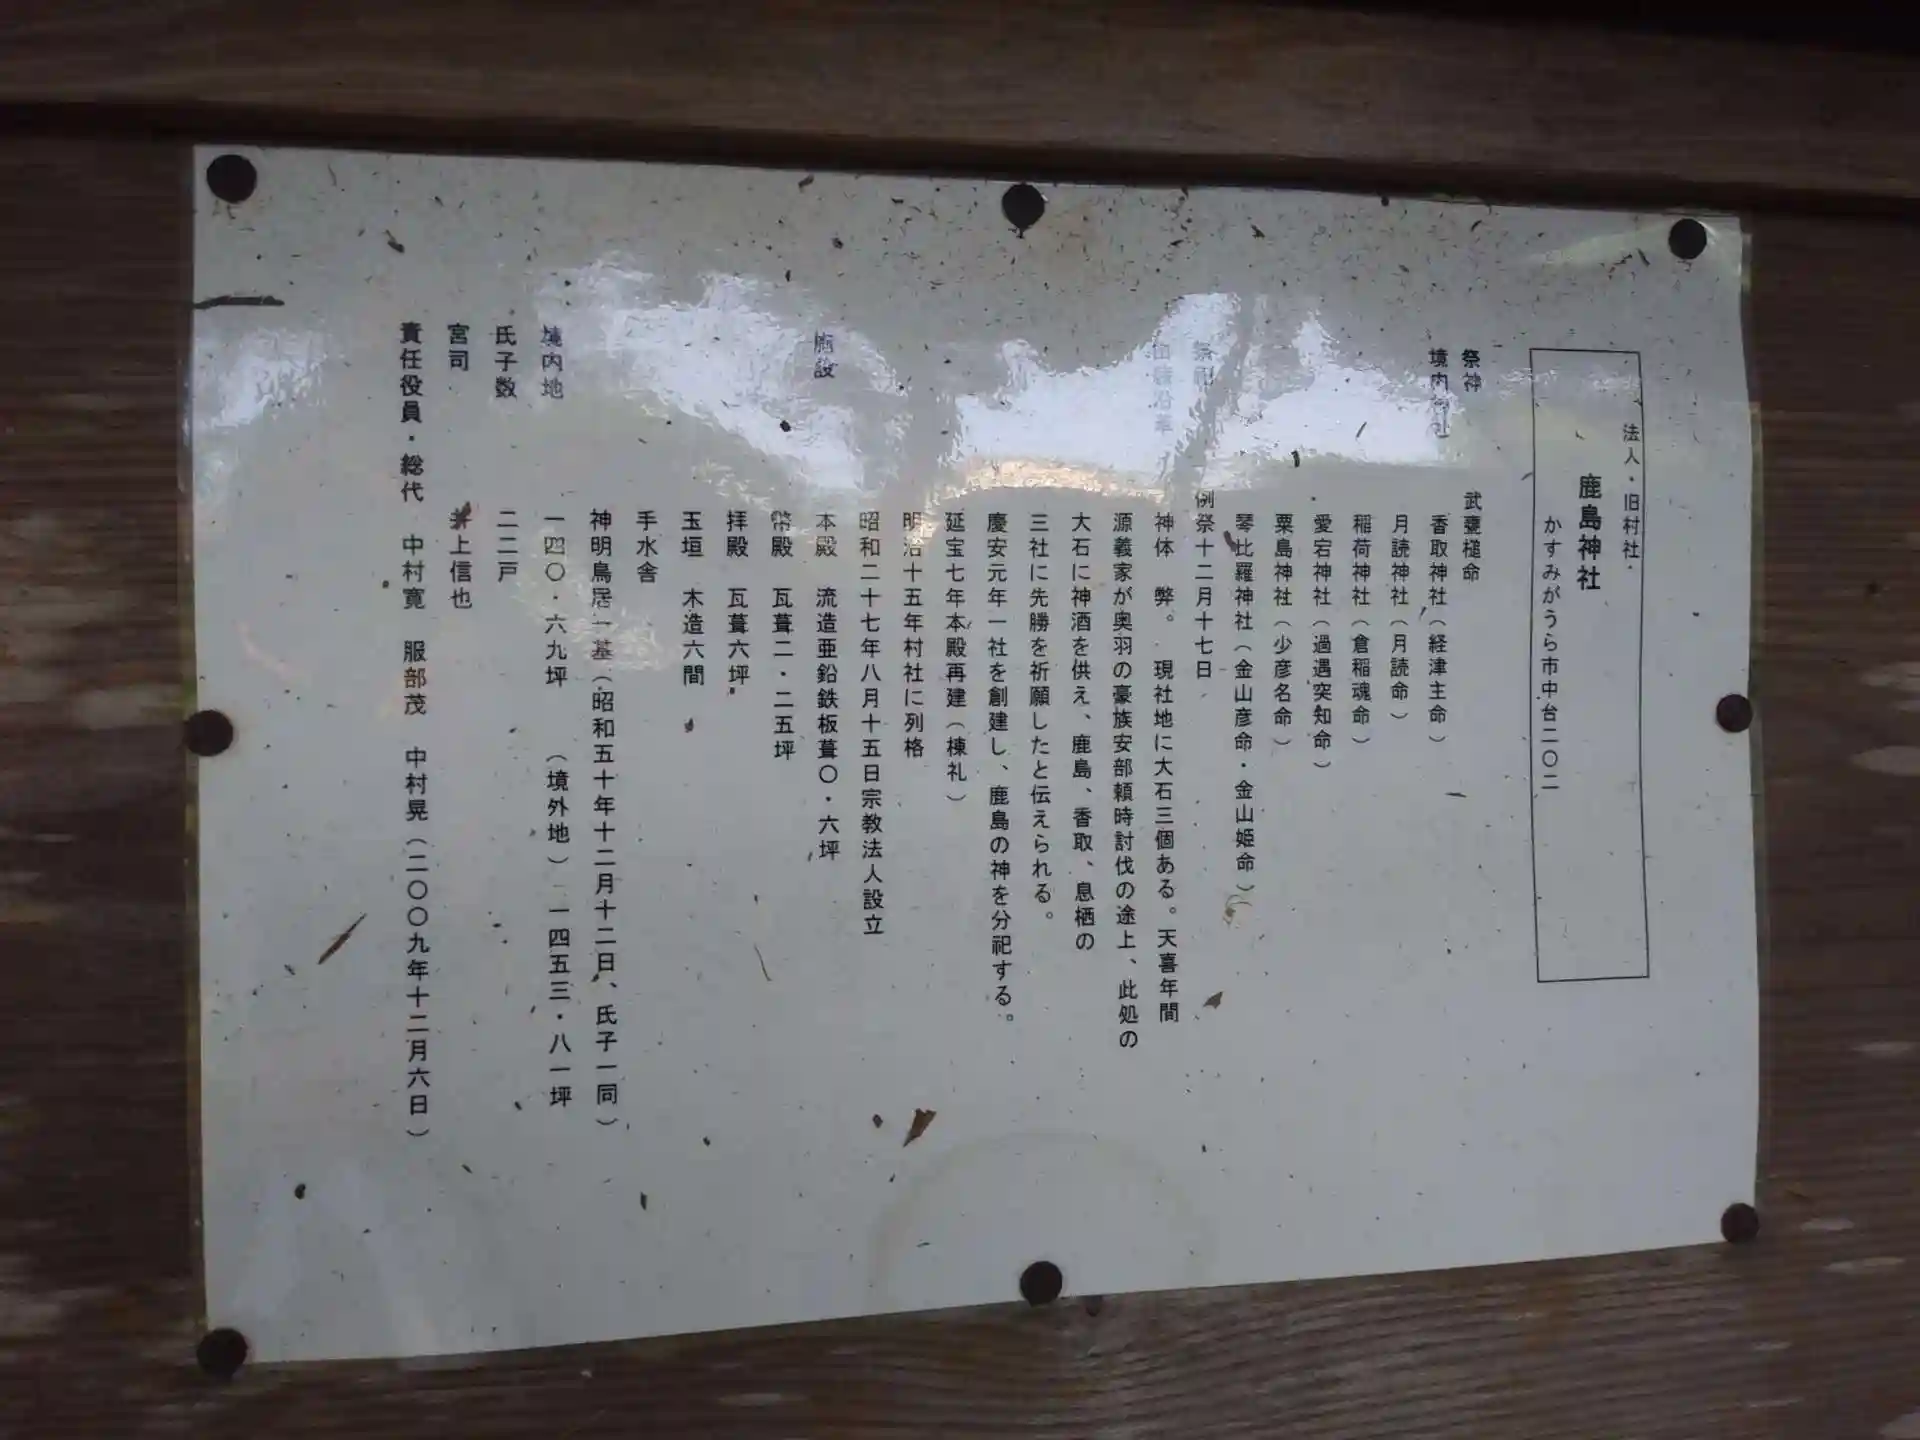 法人・旧村社・
鹿島神社
かすみがうら市中台二〇二
祭神 武甕槌命
境内 香取神社（経津主命）
月読神社（月読命）
稲荷神社（倉稲魂命）
愛宕神社（過遇突知命）
粟島神社（少彦名命）
琴比羅神社（金山彦命・金山姫命）
祭祀 例祭十二月十七日
神体 弊。 現社地に大石三個ある。天喜年間
源義家が奥羽の豪族安部頼時討伐の途上、此処の
大石に神酒を供え、鹿島、香取、息栖の
三社に先勝を祈願したと伝えられる。
慶安元年一社を創建し、鹿島の神を分祀する。
延宝七年本殿再建（棟礼）
明治十五年村社に列格
昭和二十七年八月十五日宗教法人設立
施設 本殿 流造亜鉛鉄板葺〇・六坪
幣殿 瓦葺二・二五坪
拝殿 瓦葺六坪
玉垣 木造六間
手水舎
神明鳥居一基（昭和五十年十二月十二日、氏子一同）
境内地 一四〇・六九坪 （境外地）一四五三・八一坪
氏子数 二二戸
宮司 井上信也
責任役員・総代 中村寛 服部茂 中村晃（二〇〇九年十二月六日）